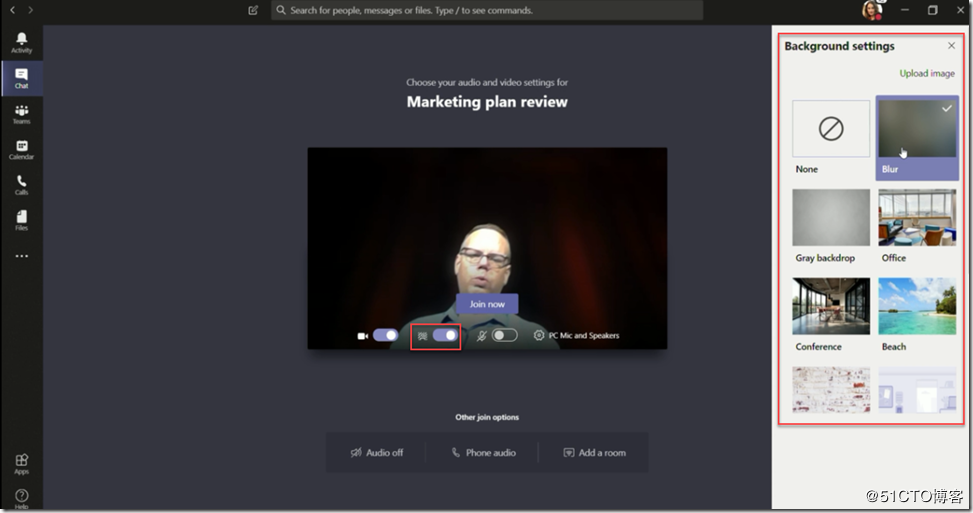 Search for people, messages or files. Type / to see commands.
Activity
Chat
Teams
Calendar
Calls
Files
Apps
Help
Choose your audio and video settings for
Marketing plan review
Join now
PC Mic and Speakers
Other join options
Audio off
Phone audio
Add a room
Background settings
Upload image
None
Blur
Gray backdrop
Office
Conference
Beach
@51CTO博客